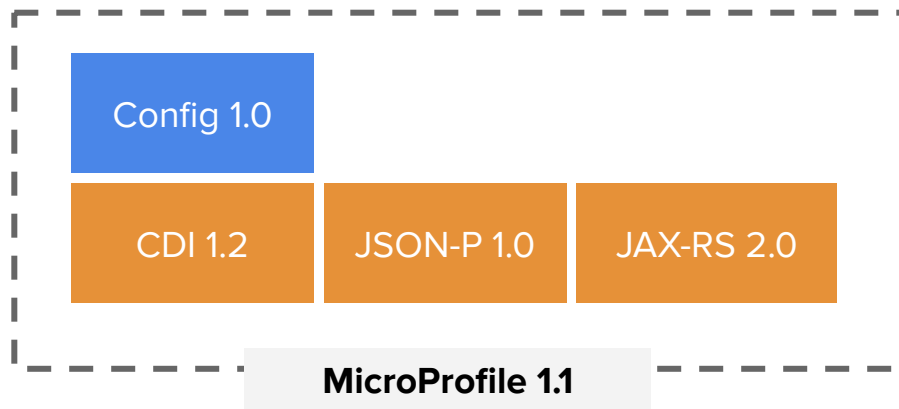 Config 1.0
CDI 1.2
JSON-P 1.0
JAX-RS 2.0
MicroProfile 1.1